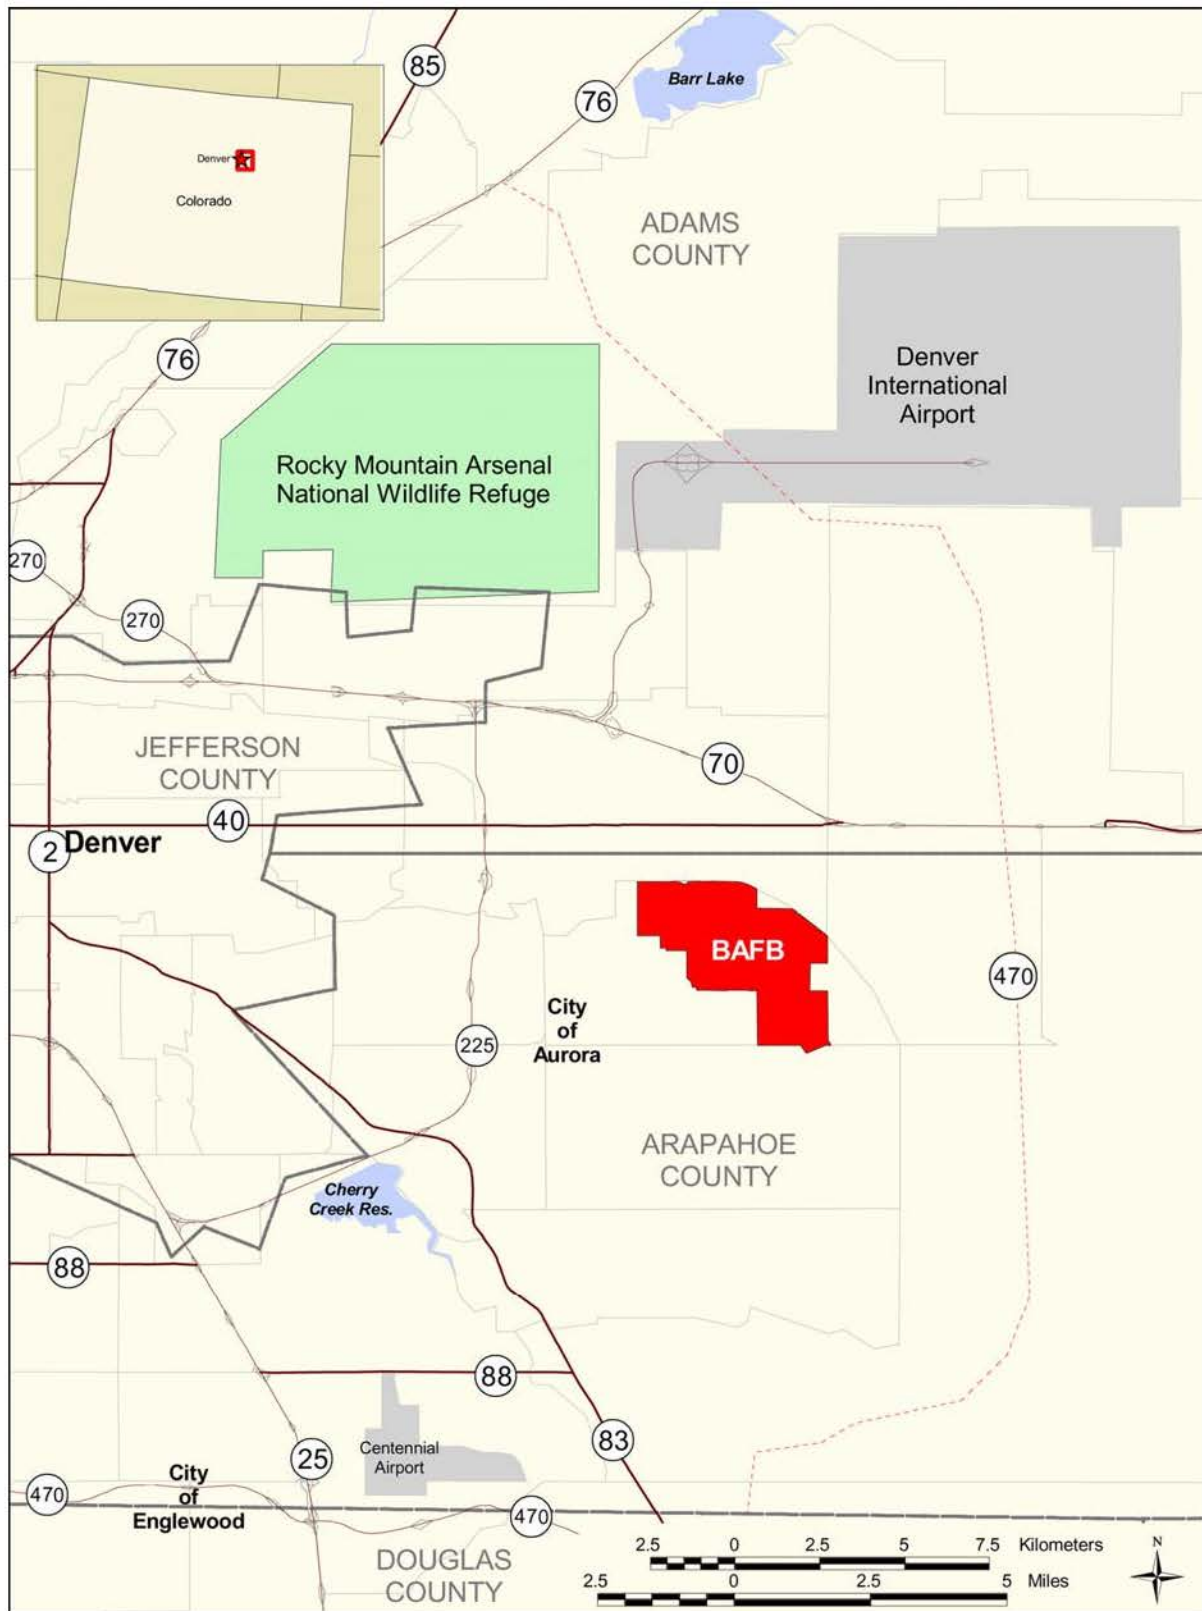 85
76
Barr Lake
Denver
Colorado
ADAMS
COUNTY
76
Denver
International
Airport
Rocky Mountain Arsenal
National Wildlife Refuge
270
270
JEFFERSON
COUNTY
70
40
2
Denver
BAFB
470
City
of
Aurora
225
ARAPAHOE
COUNTY
Cherry
Creek Res.
88
88
83
Centennial
Airport
25
City
of
Englewood
470
470
DOUGLAS
COUNTY
2.5 0 2.5 5 7.5 Kilometers
2.5 0 2.5 5 Miles
N